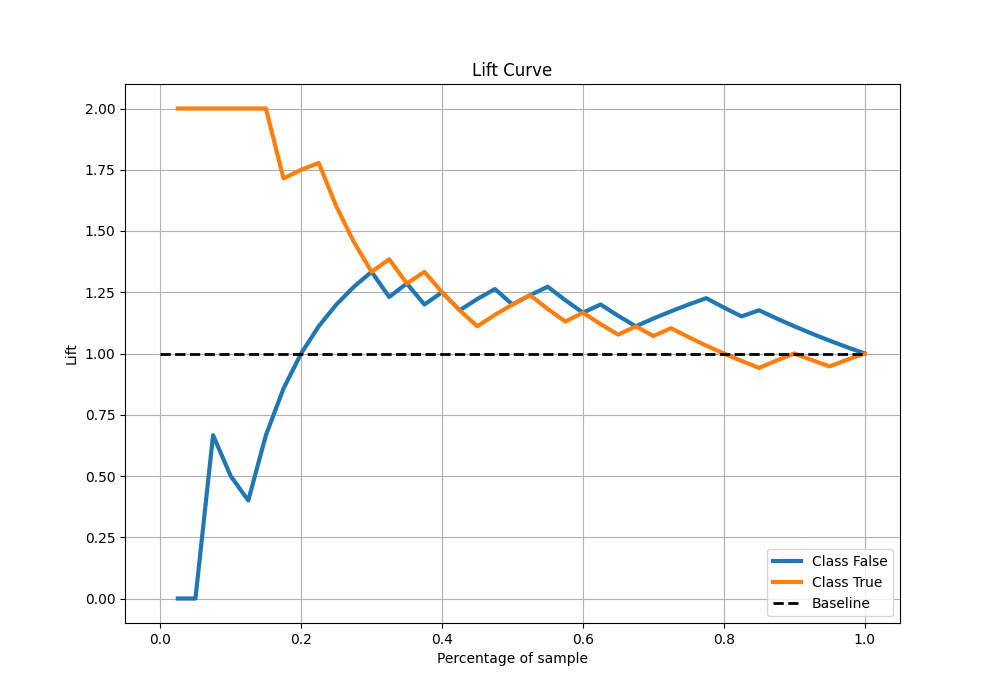 Lift Curve
Lift
2.00
1.75
1.50
1.25
1.00
0.75
0.50
0.25
0.00
0.0 0.2 0.4 0.6 0.8 1.0
Percentage of sample
Class False
Class True
Baseline